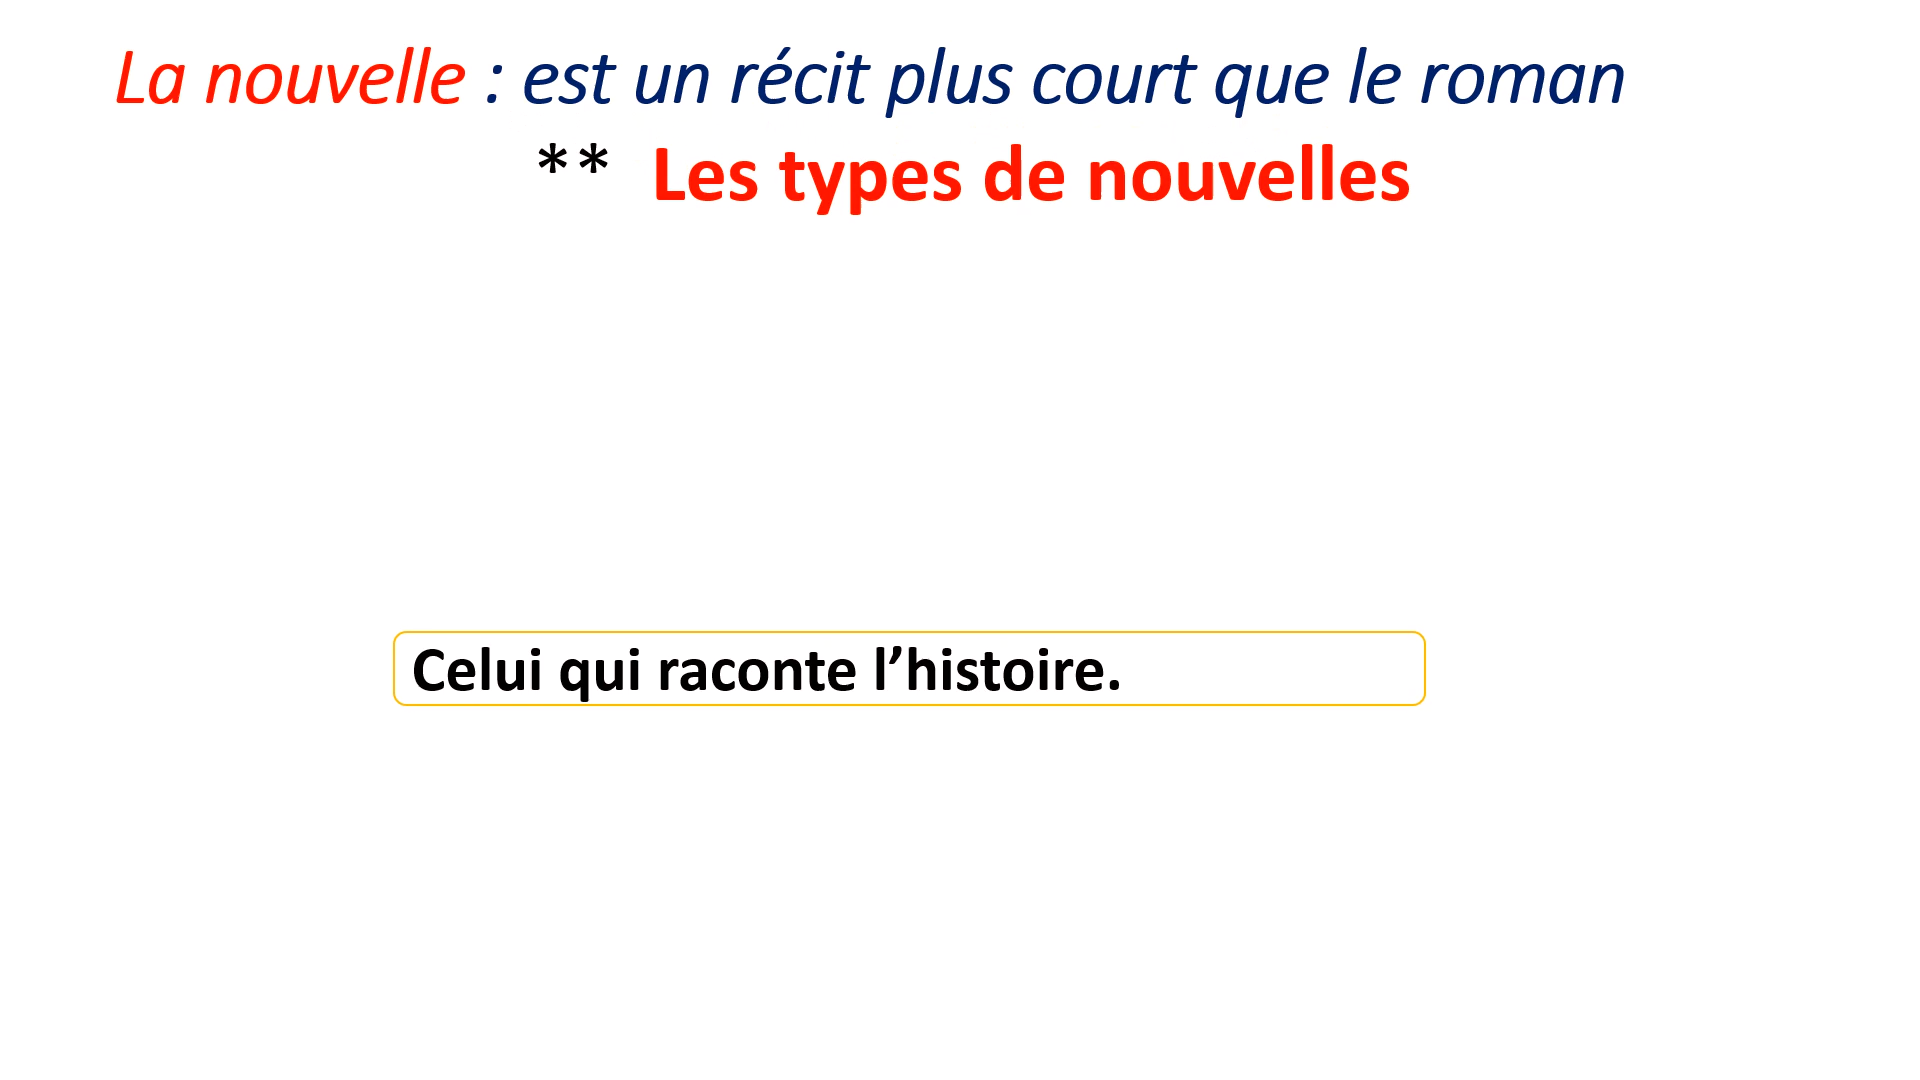 La nouvelle : est un récit plus court que le roman
** Les types de nouvelles
Celui qui raconte l’histoire.